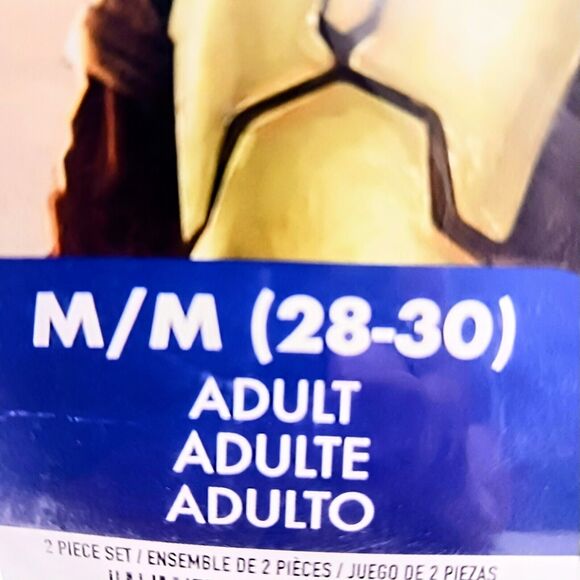 M/M (28-30)
ADULT
ADULTE
ADULTO
2 PIECE SET / ENSEMBLE DE 2 PIÈCES / JUEGO DE 2 PIEZAS